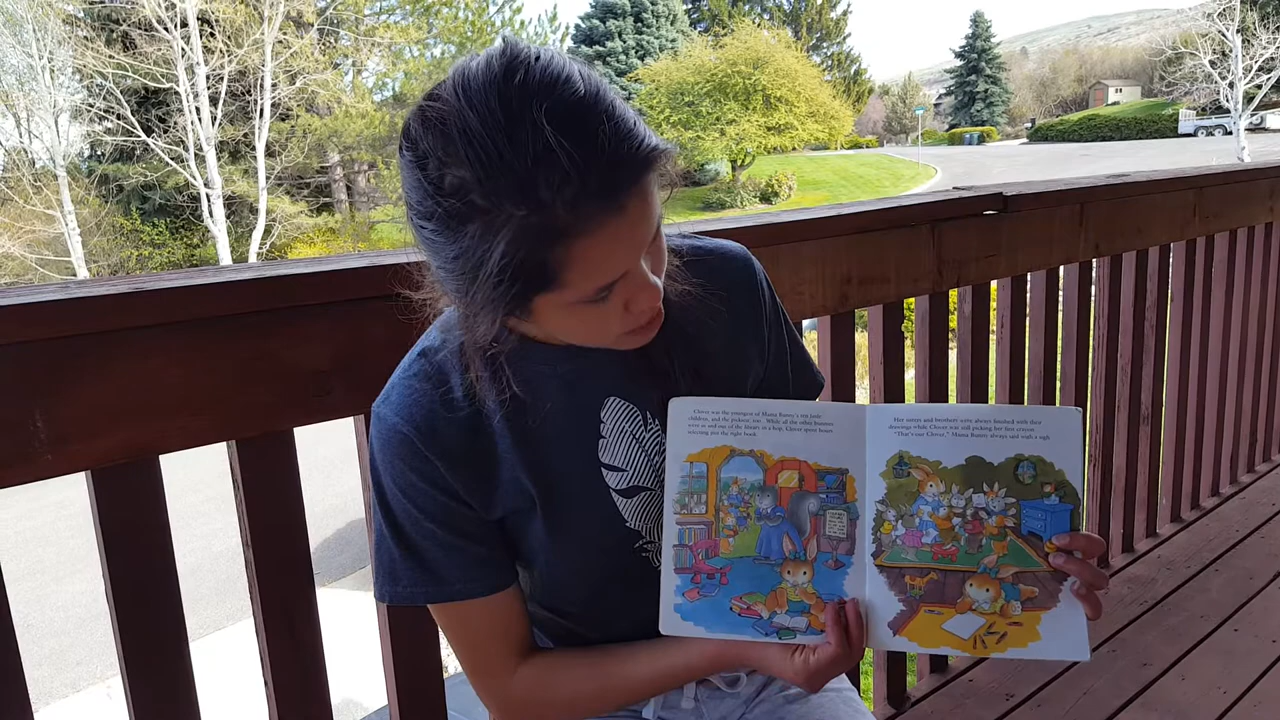 Clover was the youngest of Mama Bunny's ten little
children, and the pickiest, too. While all the other bunnies
were in and out of the library in a hop, Clover spent hours
selecting just the right book.
Her sisters and brothers were always finished with their
drawings while Clover was still picking her first crayon.
"That's our Clover," Mama Bunny always said with a sigh.